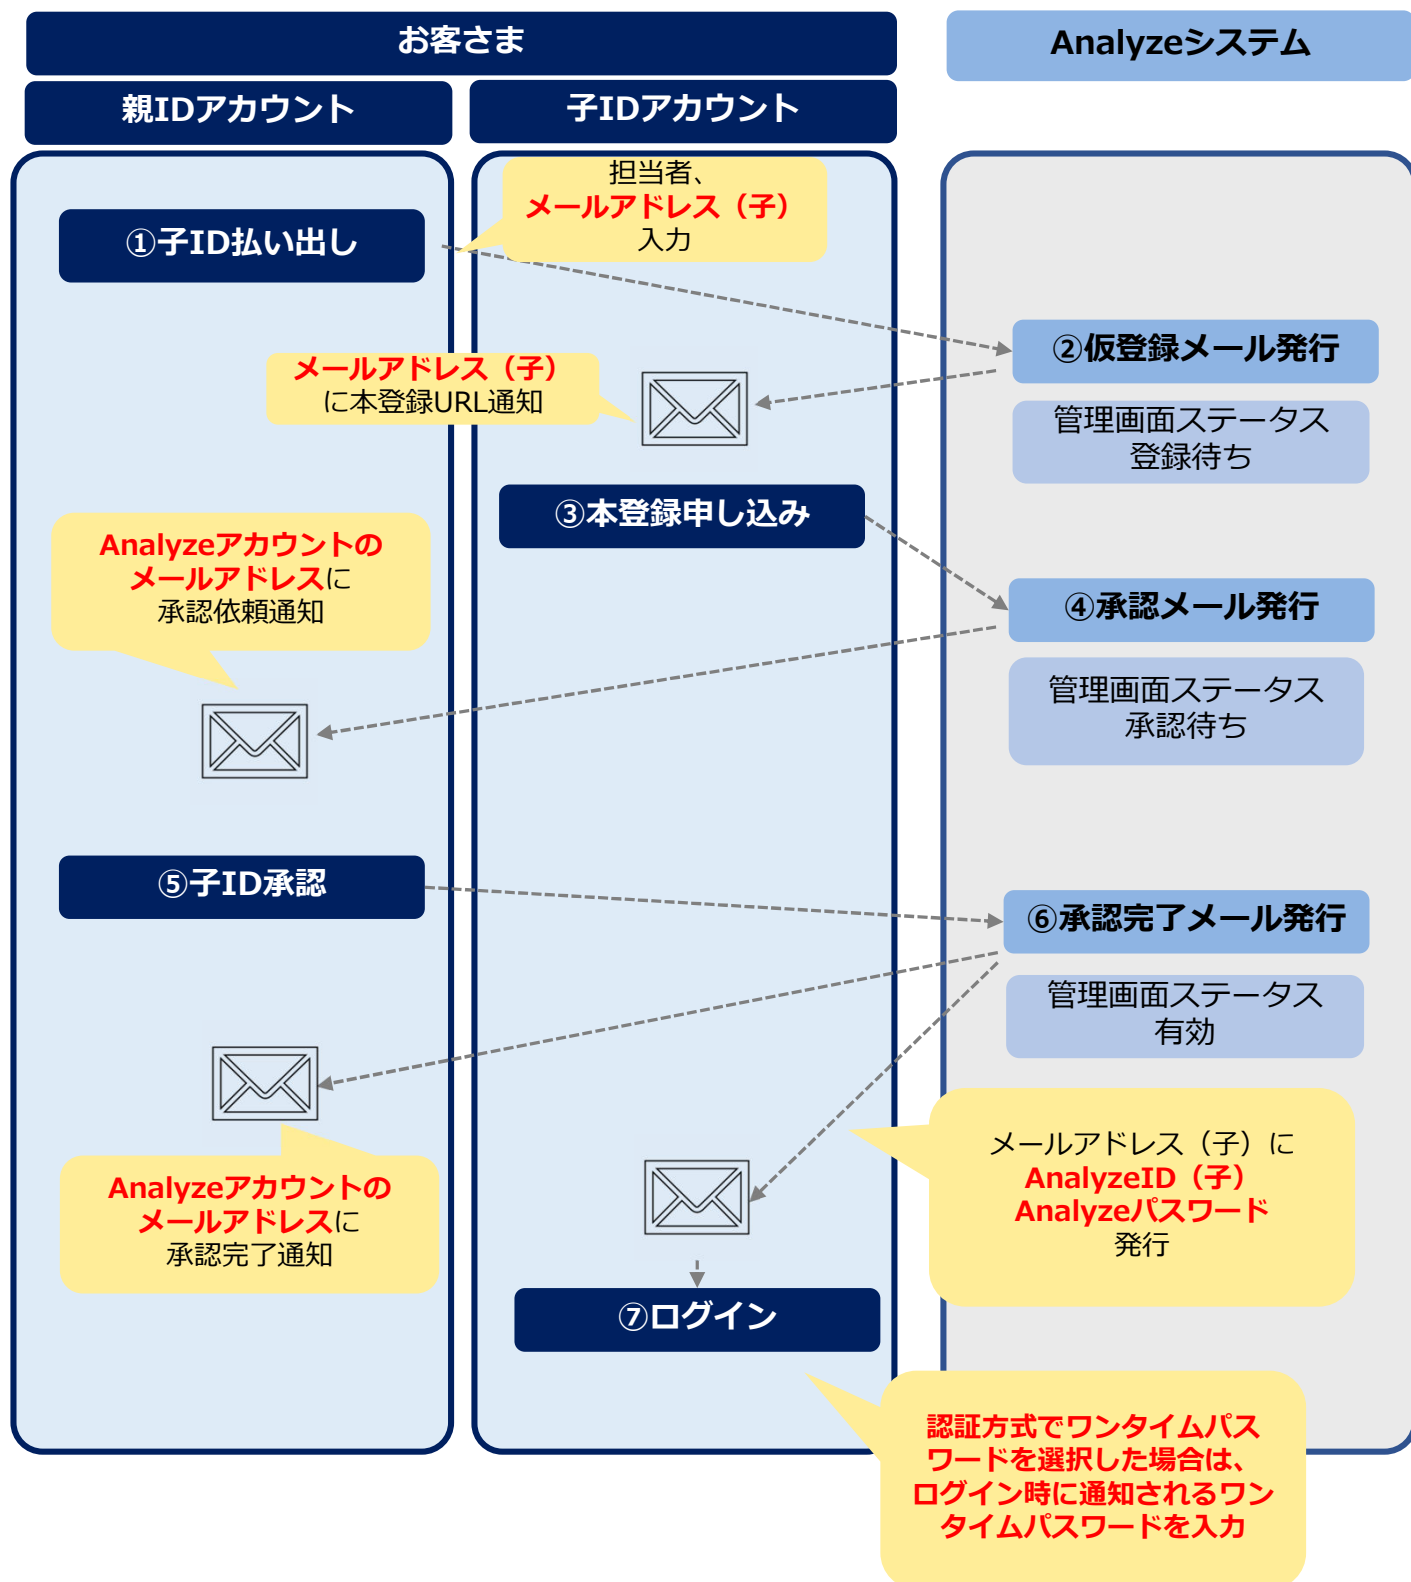 お客さま
Analyzeシステム
親IDアカウント
子IDアカウント
担当者、
メールアドレス（子）
入力
①子ID払い出し
②仮登録メール発行
メールアドレス（子）
に本登録URL通知
管理画面ステータス
登録待ち
③本登録申し込み
Analyzeアカウントの
メールアドレスに
承認依頼通知
④承認メール発行
管理画面ステータス
承認待ち
⑤子ID承認
⑥承認完了メール発行
管理画面ステータス
有効
Analyzeアカウントの
メールアドレスに
承認完了通知
メールアドレス（子）に
AnalyzeID（子）
Analyzeパスワード
発行
⑦ログイン
認証方式でワンタイムパス
ワードを選択した場合は、
ログイン時に通知されるワン
タイムパスワードを入力